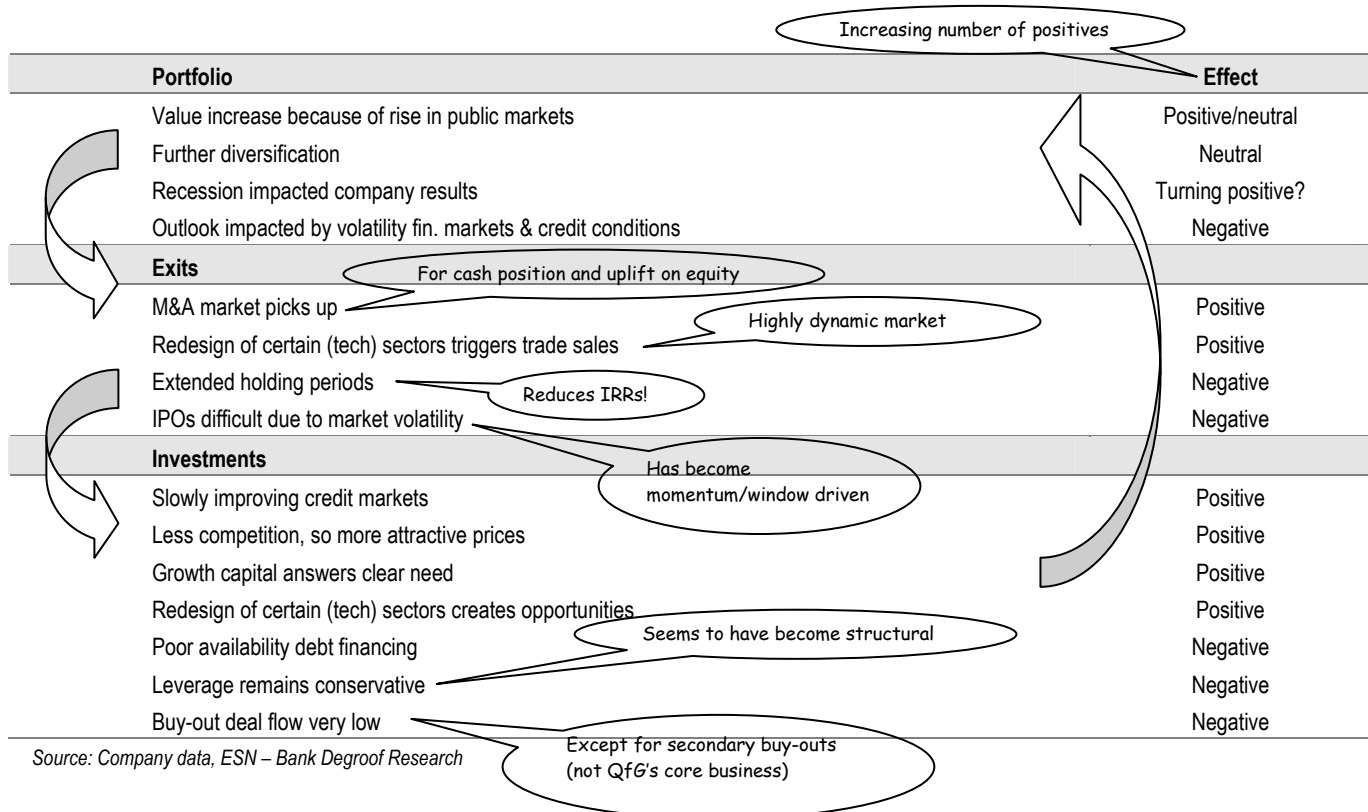 Increasing number of positives
Portfolio Effect
Value increase because of rise in public markets Positive/neutral
Further diversification Neutral
Recession impacted company results Turning positive?
Outlook impacted by volatility fin. markets & credit conditions Negative
Exits
For cash position and uplift on equity
M&A market picks up Positive
Highly dynamic market
Redesign of certain (tech) sectors triggers trade sales Positive
Extended holding periods Negative
Reduces IRRs!
IPOs difficult due to market volatility Negative
Investments
Has become
momentum/window driven
Slowly improving credit markets Positive
Less competition, so more attractive prices Positive
Growth capital answers clear need Positive
Redesign of certain (tech) sectors creates opportunities Positive
Seems to have become structural
Poor availability debt financing Negative
Leverage remains conservative Negative
Buy-out deal flow very low Negative
Except for secondary buy-outs
(not QfG's core business)
Source: Company data, ESN – Bank Degroof Research